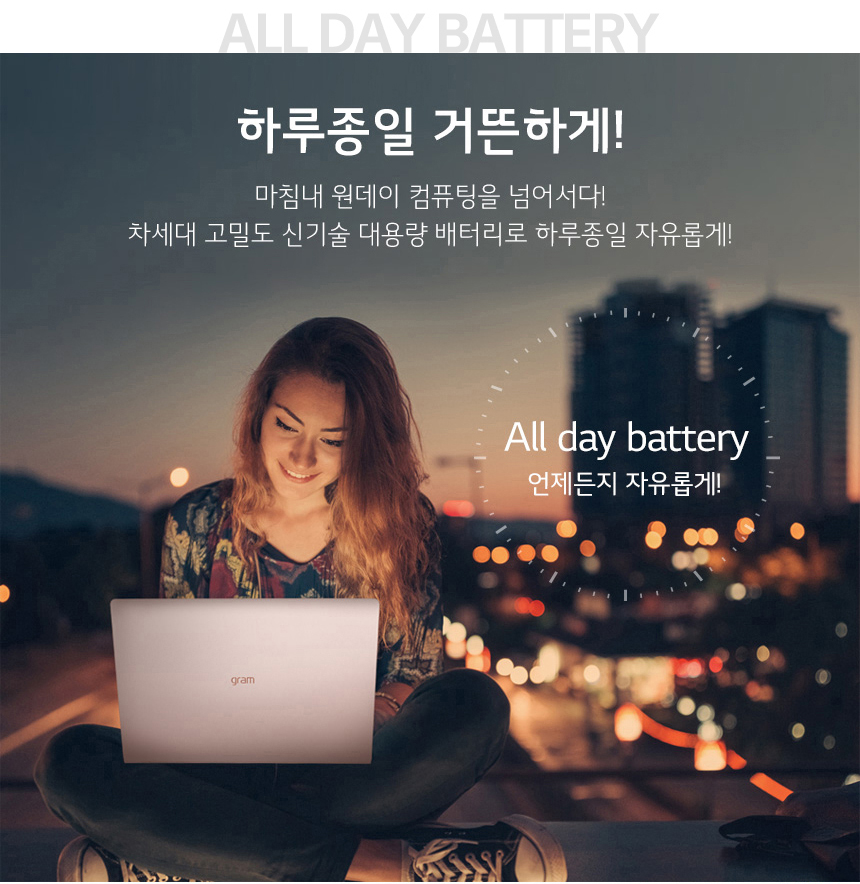 ALL DAY BATTERY
하루종일 거뜬하게!
마침내 원데이 컴퓨팅을 넘어서다!
차세대 고밀도 신기술 대용량 배터리로 하루종일 자유롭게!
All day battery
언제든지 자유롭게!
gram